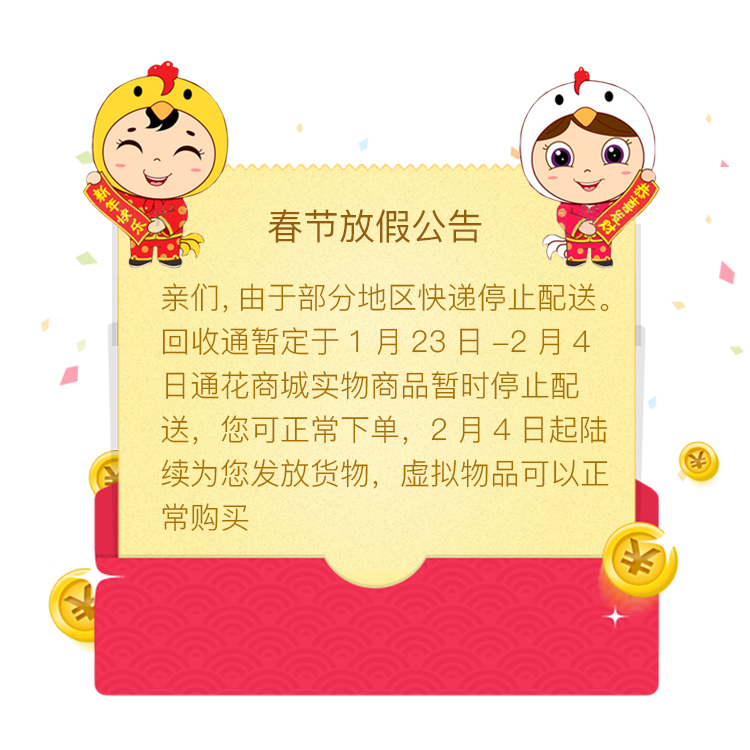 春节放假公告
亲们,由于部分地区快递停止配送。
回收通暂定于 1 月 23 日 –2 月 4
日通花商城实物商品暂时停止配
送，您可正常下单，2 月 4 日起陆
续为您发放货物，虚拟物品可以正
常购买
新年快乐
恭喜发财
¥
¥
¥
¥